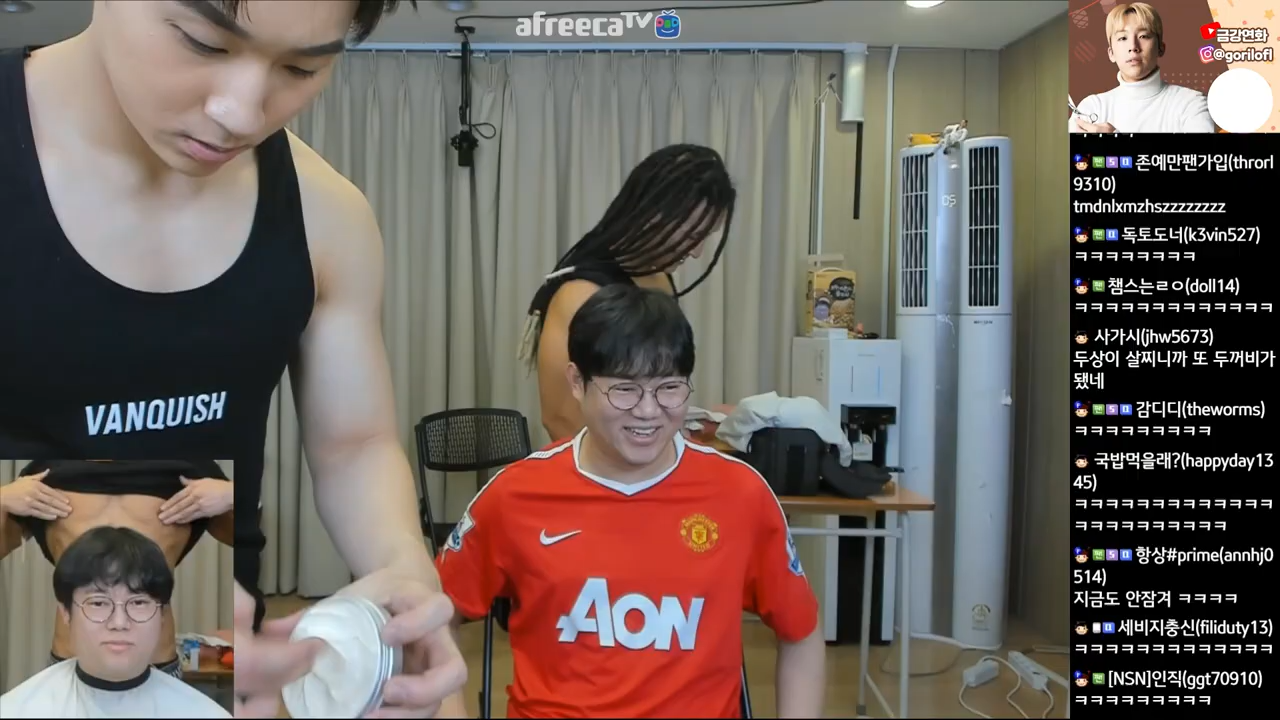 afreecaTV
금강연화
@gorilofi
VANQUISH
AON
존예만팬가입(throrl
9310)
tmdnlxmzhszzzzzzzz
독토도너(k3vin527)
ㅋㅋㅋㅋㅋㅋㅋㅋ
챔스는ㄹㅇ(doll14)
ㅋㅋㅋㅋㅋㅋㅋㅋㅋㅋㅋㅋㅋ
사가시(jhw5673)
두상이 살찌니까 또 두꺼비가
됐네
감디디(theworms)
ㅋㅋㅋㅋㅋㅋㅋㅋㅋ
국밥먹을래?(happyday13
45)
ㅋㅋㅋㅋㅋㅋㅋㅋㅋㅋㅋㅋㅋ
ㅋㅋㅋㅋㅋㅋㅋㅋㅋㅋ
항상#prime(annhj0
514)
지금도 안잠겨 ㅋㅋㅋㅋ
세비지충신(filiduty13)
ㅋㅋㅋㅋㅋㅋㅋㅋㅋㅋㅋㅋㅋ
[NSN]인직(ggt70910)
ㅋㅋㅋㅋㅋㅋㅋㅋㅋ